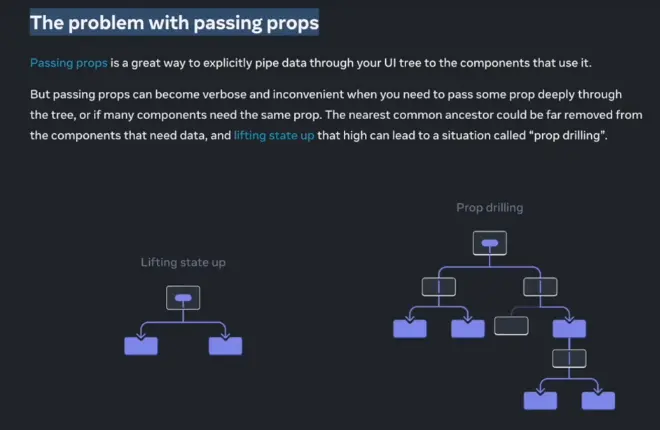 The problem with passing props
Passing props is a great way to explicitly pipe data through your UI tree to the components that use it.
But passing props can become verbose and inconvenient when you need to pass some prop deeply through
the tree, or if many components need the same prop. The nearest common ancestor could be far removed from
the components that need data, and lifting state up that high can lead to a situation called “prop drilling”.
Prop drilling
Lifting state up